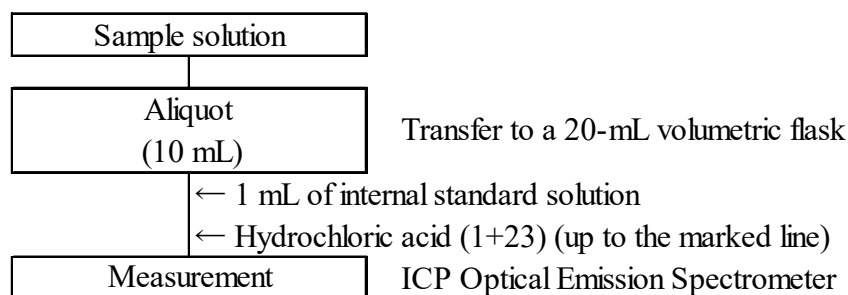 Sample solution
Aliquot
(10 mL)
Transfer to a 20-mL volumetric flask
← 1 mL of internal standard solution
← Hydrochloric acid (1+23) (up to the marked line)
Measurement
ICP Optical Emission Spectrometer